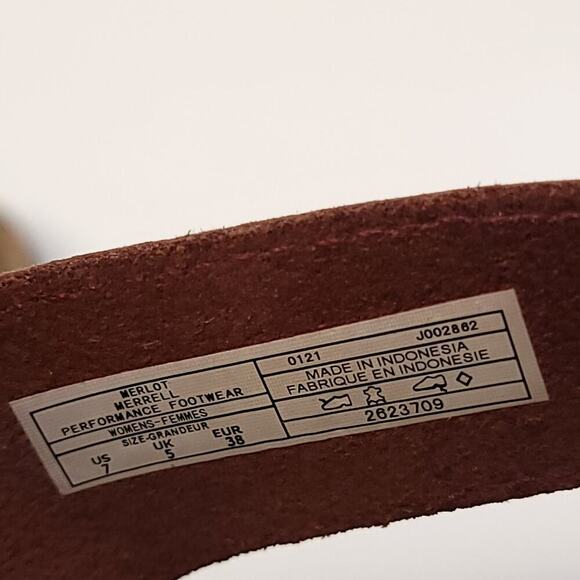 MERLOT
MERRELL
PERFORMANCE FOOTWEAR
WOMENS-FEMMES
SIZE-GRANDEUR
US UK EUR
7 5 38
0121 J002862
MADE IN INDONESIA
FABRIQUE EN INDONESIE
2623709